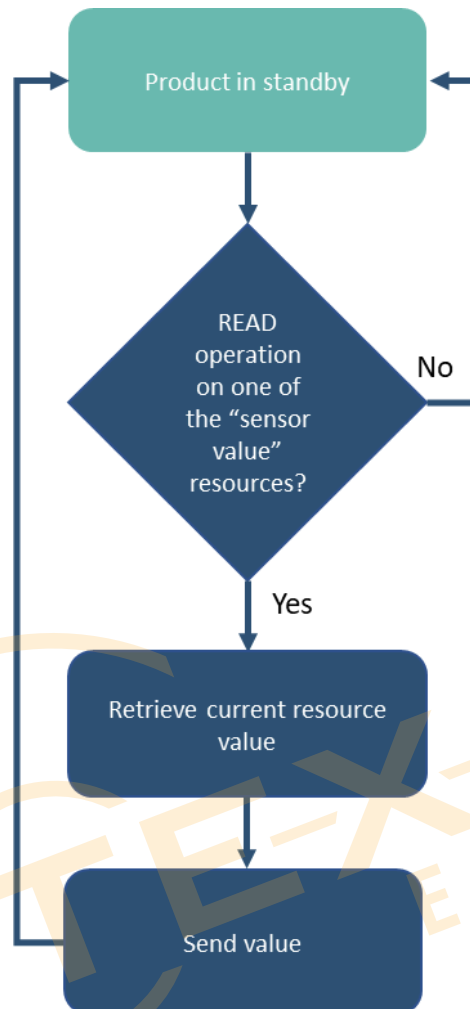 Product in standby
READ
operation
on one of
the “sensor
value”
resources?
No
Yes
Retrieve current resource
value
Send value
TEX
E